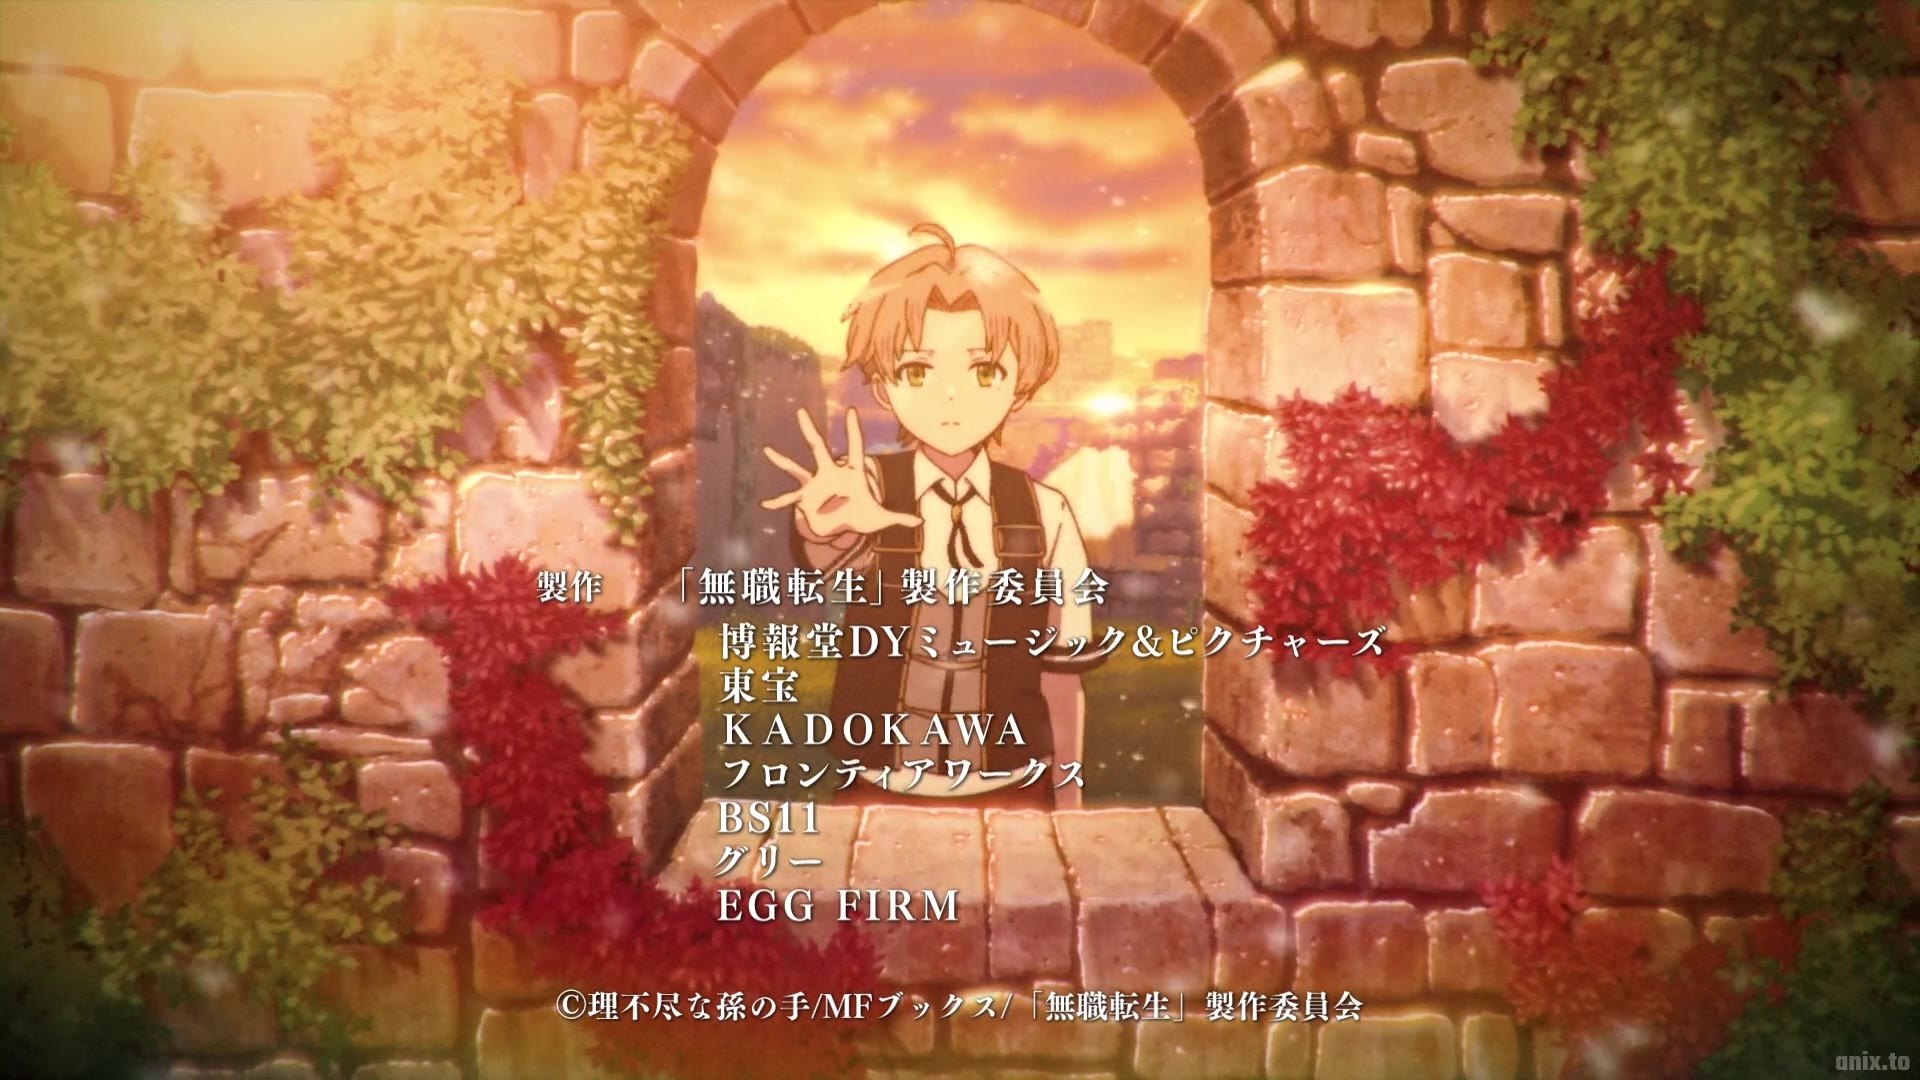 製作 「無職転生」製作委員会
博報堂DYミュージック&ピクチャーズ
東宝
KADOKAWA
フロンティアワークス
BS11
グリー
EGG FIRM
©理不尽な孫の手/MFブックス/「無職転生」製作委員会
anix.to